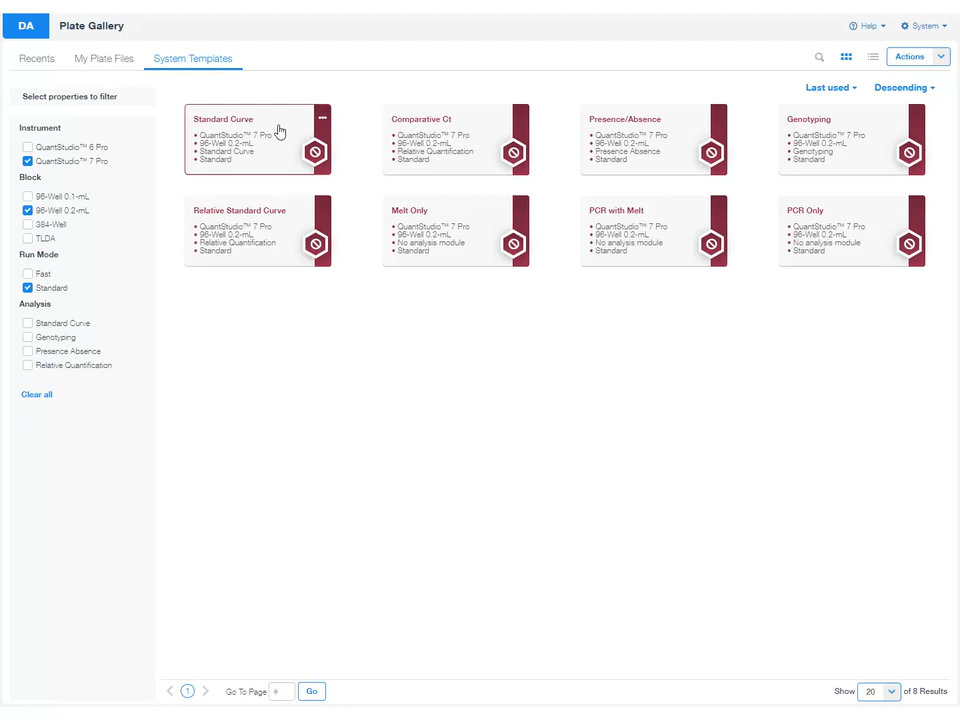 DA
Plate Gallery
Help
System
Recents
My Plate Files
System Templates
Actions
Select properties to filter
Last used
Descending
Instrument
QuantStudio™ 6 Pro
QuantStudio™ 7 Pro
Block
96-Well 0.1-mL
96-Well 0.2-mL
384-Well
TLDA
Run Mode
Fast
Standard
Analysis
Standard Curve
Genotyping
Presence Absence
Relative Quantification
Clear all
Standard Curve
• QuantStudio™ 7 Pro
• 96-Well 0.2-mL
• Standard Curve
• Standard
Comparative Ct
• QuantStudio™ 7 Pro
• 96-Well 0.2-mL
• Relative Quantification
• Standard
Presence/Absence
• QuantStudio™ 7 Pro
• 96-Well 0.2-mL
• Presence Absence
• Standard
Genotyping
• QuantStudio™ 7 Pro
• 96-Well 0.2-mL
• Genotyping
• Standard
Relative Standard Curve
• QuantStudio™ 7 Pro
• 96-Well 0.2-mL
• Relative Quantification
• Standard
Melt Only
• QuantStudio™ 7 Pro
• 96-Well 0.2-mL
• No analysis module
• Standard
PCR with Melt
• QuantStudio™ 7 Pro
• 96-Well 0.2-mL
• No analysis module
• Standard
PCR Only
• QuantStudio™ 7 Pro
• 96-Well 0.2-mL
• No analysis module
• Standard
1
Go To Page # Go
Show 20 of 8 Results